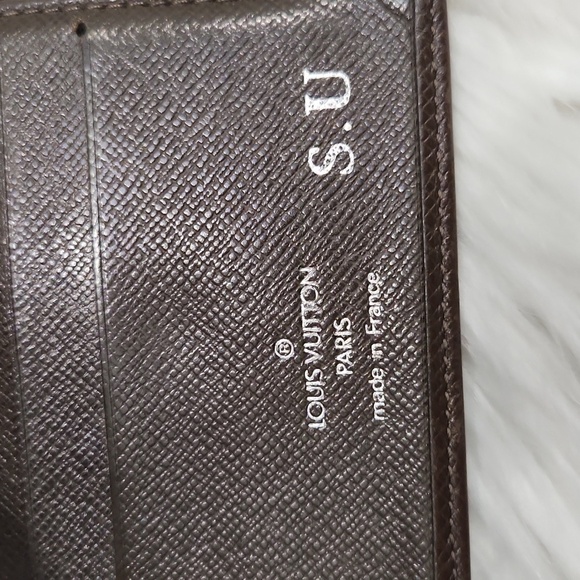 S.U
®
LOUIS VUITTON
PARIS
made in France